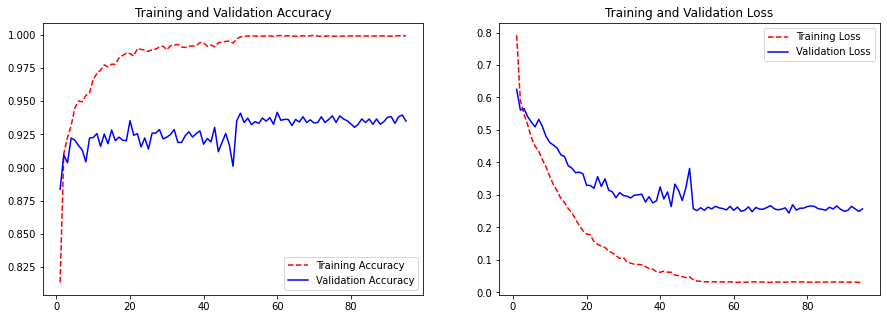 Training and Validation Accuracy
1.000
0.975
0.950
0.925
0.900
0.875
0.850
0.825
Training Accuracy
Validation Accuracy
0 20 40 60 80
Training and Validation Loss
0.8
0.7
0.6
0.5
0.4
0.3
0.2
0.1
0.0
Training Loss
Validation Loss
0 20 40 60 80